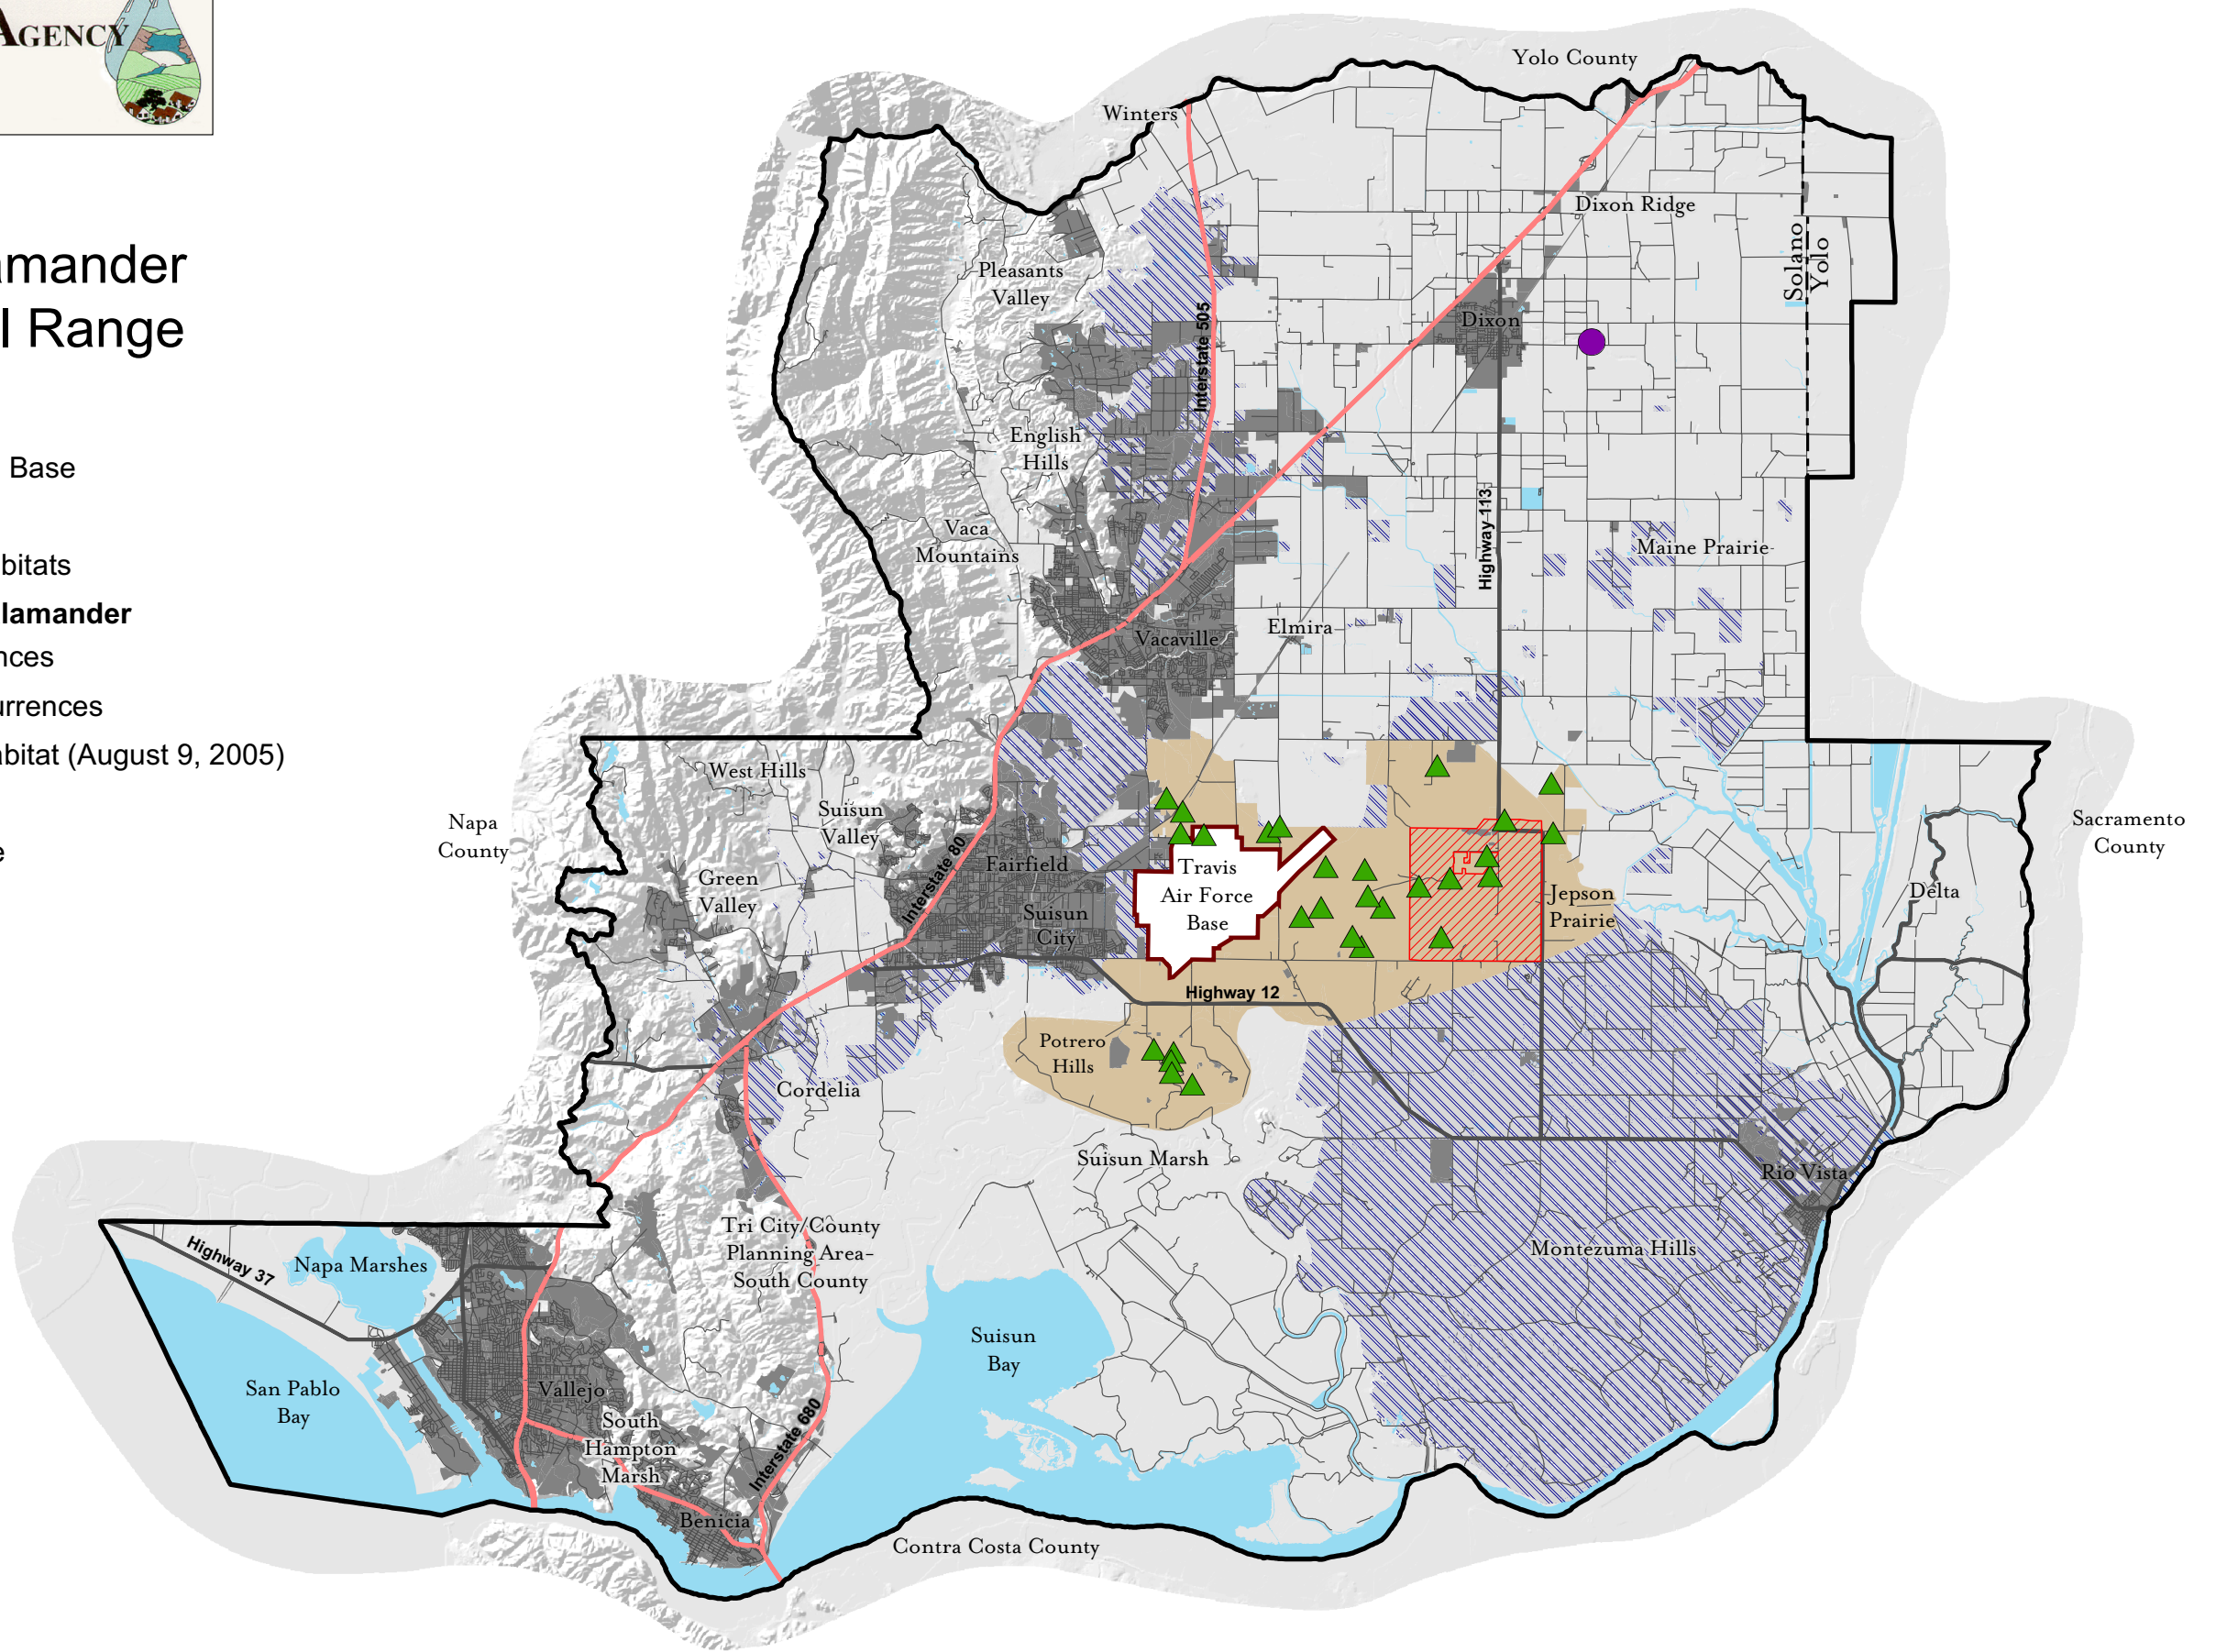 AGENCY
amander
l Range
Base
bitats
lamander
nces
urrences
abitat (August 9, 2005)
e
Yolo County
Winters
Dixon Ridge
Solano
Yolo
Pleasants
Valley
Interstate 505
Dixon
English
Hills
Vaca
Mountains
Highway 113
Maine Prairie
Elmira
Vacaville
West Hills
Suisun
Valley
Napa
County
Sacramento
County
Interstate 80
Fairfield
Travis
Air Force
Base
Green
Valley
Suisun
City
Jepson
Prairie
Delta
Highway 12
Potrero
Hills
Cordelia
Suisun Marsh
Rio Vista
Tri City/County
Planning Area-
South County
Montezuma Hills
Highway 37
Napa Marshes
Suisun
Bay
San Pablo
Bay
Vallejo
South
Hampton
Marsh
Interstate 680
Benicia
Contra Costa County